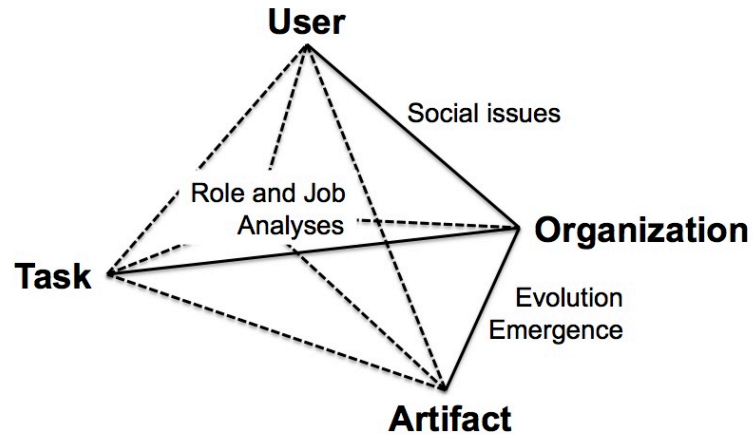 User
Social issues
Role and Job
Analyses
Organization
Task
Evolution
Emergence
Artifact